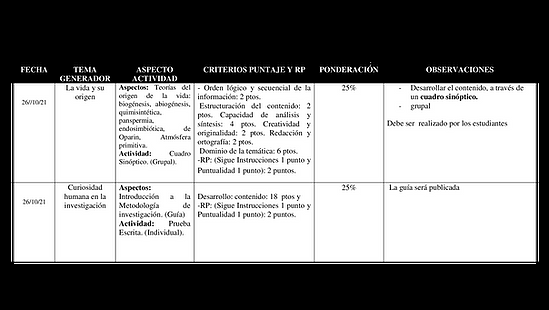 FECHA
TEMA GENERADOR
ASPECTO ACTIVIDAD
CRITERIOS PUNTAJE Y RP
PONDERACIÓN
OBSERVACIONES
26//10/21
La vida y su
origen
Aspectos: Teorías del
origen de la vida:
biogénesis, abiogénesis,
quimisintética,
panspermia,
endosimbiótica, de
Oparin, Atmósfera
primitiva.
Actividad: Cuadro
Sinóptico. (Grupal).
- Orden lógico y secuencial de la
información: 2 ptos.
Estructuración del contenido: 2
ptos. Capacidad de análisis y
síntesis: 4 ptos. Creatividad y
originalidad: 2 ptos. Redacción y
ortografía: 2 ptos.
Dominio de la temática: 6 ptos.
-RP: (Sigue Instrucciones 1 punto y
Puntualidad 1 punto): 2 puntos.
25%
- Desarrollar el contenido, a través de
un cuadro sinóptico.
- grupal
Debe ser realizado por los estudiantes
26/10/21
Curiosidad
humana en la
investigación
Aspectos:
Introducción a la
Metodología de
investigación. (Guía)
Actividad: Prueba
Escrita. (Individual).
Desarrollo: contenido: 18 ptos y
-RP: (Sigue Instrucciones 1 punto y
Puntualidad 1 punto): 2 puntos.
25%
La guía será publicada